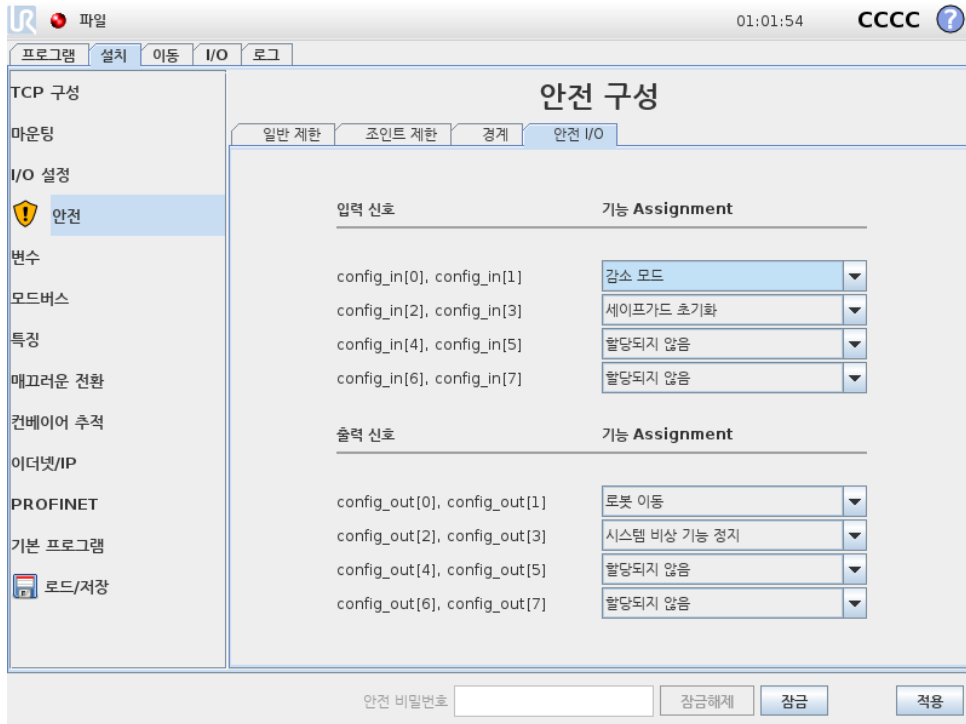 UR 파일 01:01:54 CCCC ?
프로그램 설치 이동 I/O 로그
TCP 구성
마운팅
I/O 설정
안전
변수
모드버스
특징
매끄러운 전환
컨베이어 추적
이더넷/IP
PROFINET
기본 프로그램
로드/저장
안전 구성
일반 제한 조인트 제한 경계 안전 I/O
입력 신호 기능 Assignment
config_in[0], config_in[1] 감소 모드
config_in[2], config_in[3] 세이프가드 초기화
config_in[4], config_in[5] 할당되지 않음
config_in[6], config_in[7] 할당되지 않음
출력 신호 기능 Assignment
config_out[0], config_out[1] 로봇 이동
config_out[2], config_out[3] 시스템 비상 기능 정지
config_out[4], config_out[5] 할당되지 않음
config_out[6], config_out[7] 할당되지 않음
안전 비밀번호 잠금해제 잠금 적용